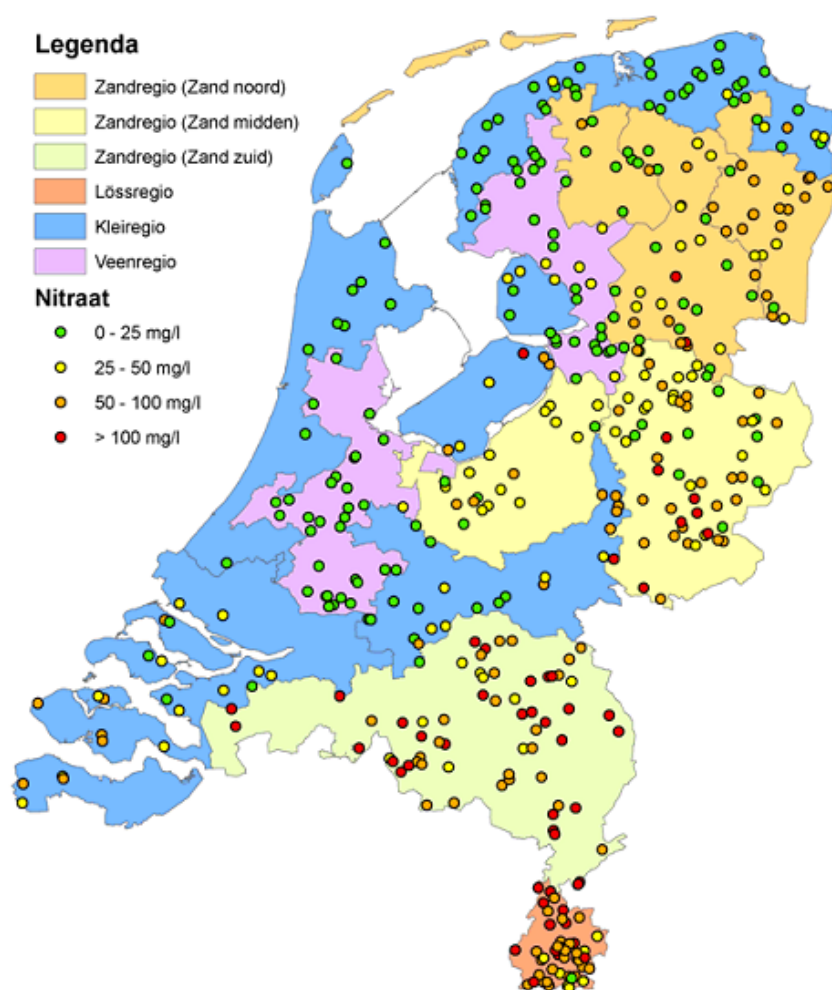 Legenda
Zandregio (Zand noord)
Zandregio (Zand midden)
Zandregio (Zand zuid)
Lössregio
Kleiregio
Veenregio
Nitraat
0 - 25 mg/l
25 - 50 mg/l
50 - 100 mg/l
> 100 mg/l